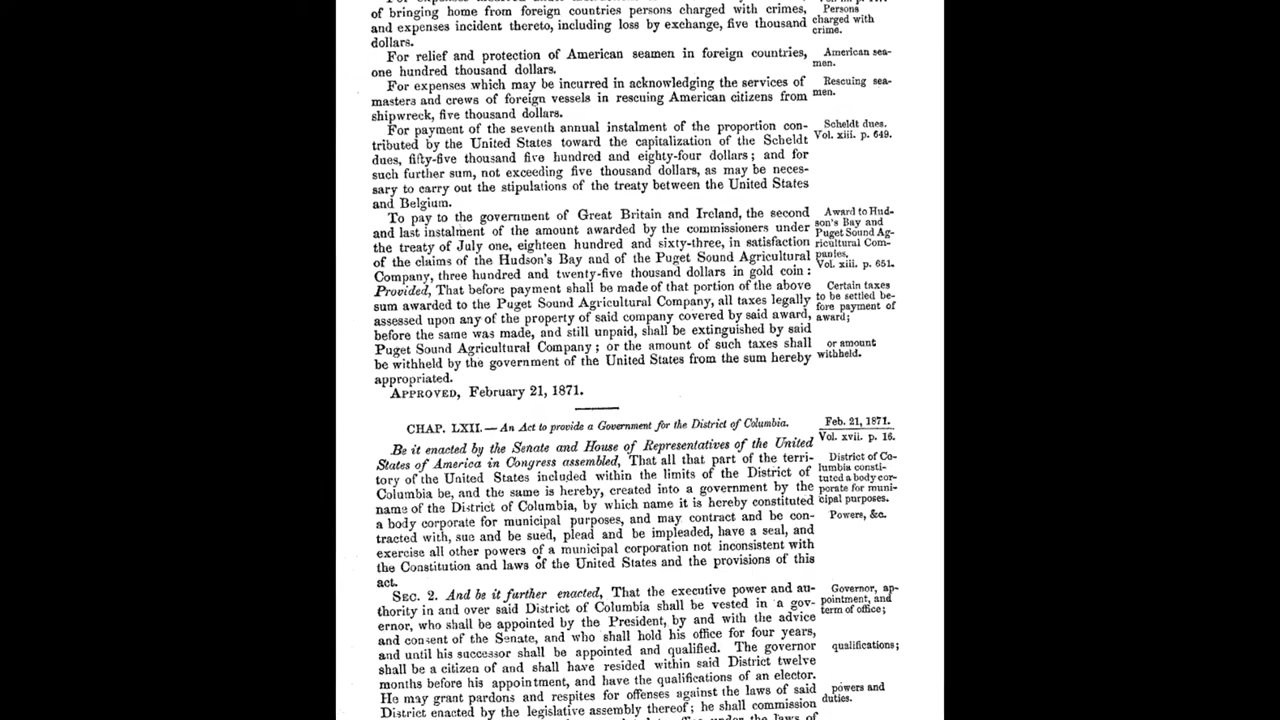 of bringing home from foreign countries persons charged with crimes,
and expenses incident thereto, including loss by exchange, five thousand
dollars.
Persons
charged with
crime.
For relief and protection of American seamen in foreign countries,
one hundred thousand dollars.
American sea-
men.
For expenses which may be incurred in acknowledging the services of
masters and crews of foreign vessels in rescuing American citizens from
shipwreck, five thousand dollars.
Rescuing sea-
men.
For payment of the seventh annual instalment of the proportion con-
tributed by the United States toward the capitalization of the Scheldt
dues, fifty-five thousand five hundred and eighty-four dollars; and for
such further sum, not exceeding five thousand dollars, as may be neces-
sary to carry out the stipulations of the treaty between the United States
and Belgium.
Scheldt dues.
Vol. xiii. p. 649.
To pay to the government of Great Britain and Ireland, the second
and last instalment of the amount awarded by the commissioners under
the treaty of July one, eighteen hundred and sixty-three, in satisfaction
of the claims of the Hudson's Bay and of the Puget Sound Agricultural
Company, three hundred and twenty-five thousand dollars in gold coin:
Provided, That before payment shall be made of that portion of the above
sum awarded to the Puget Sound Agricultural Company, all taxes legally
assessed upon any of the property of said company covered by said award,
before the same was made, and still unpaid, shall be extinguished by said
Puget Sound Agricultural Company; or the amount of such taxes shall
be withheld by the government of the United States from the sum hereby
appropriated.
Award to Hud-
son's Bay and
Puget Sound Ag-
ricultural Com-
panies.
Vol. xiii. p. 651.
Certain taxes
to be settled be-
fore payment of
award;
or amount
withheld.
APPROVED, February 21, 1871.
CHAP. LXII.—An Act to provide a Government for the District of Columbia.
Feb. 21, 1871.
Vol. xvii. p. 16.
Be it enacted by the Senate and House of Representatives of the United
States of America in Congress assembled, That all that part of the terri-
tory of the United States included within the limits of the District of
Columbia be, and the same is hereby, created into a government by the
name of the District of Columbia, by which name it is hereby constituted
a body corporate for municipal purposes, and may contract and be con-
tracted with, sue and be sued, plead and be impleaded, have a seal, and
exercise all other powers of a municipal corporation not inconsistent with
the Constitution and laws of the United States and the provisions of this
act.
District of Co-
lumbia consti-
tuted a body cor-
porate for muni-
cipal purposes.
Powers, &c.
SEC. 2. And be it further enacted, That the executive power and au-
thority in and over said District of Columbia shall be vested in a gov-
ernor, who shall be appointed by the President, by and with the advice
and consent of the Senate, and who shall hold his office for four years,
and until his successor shall be appointed and qualified. The governor
shall be a citizen of and shall have resided within said District twelve
months before his appointment, and have the qualifications of an elector.
He may grant pardons and respites for offenses against the laws of said
District enacted by the legislative assembly thereof; he shall commission
Governor, ap-
pointment, and
term of office;
qualifications;
powers and
duties.